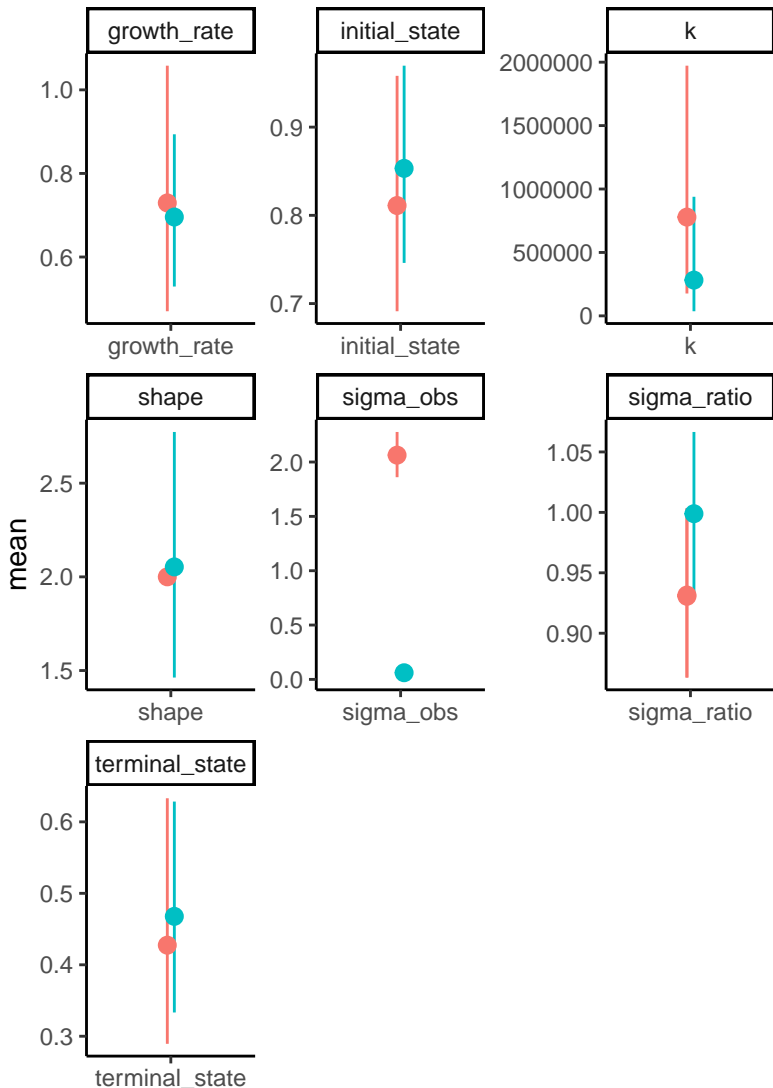 growth_rate
initial_state
k
1.0
0.8
0.6
0.9
0.8
0.7
2000000
1500000
1000000
500000
0
growth_rate
initial_state
k
shape
sigma_obs
sigma_ratio
mean
2.5
2.0
1.5
2.0
1.5
1.0
0.5
0.0
1.05
1.00
0.95
0.90
shape
sigma_obs
sigma_ratio
terminal_state
0.6
0.5
0.4
0.3
terminal_state